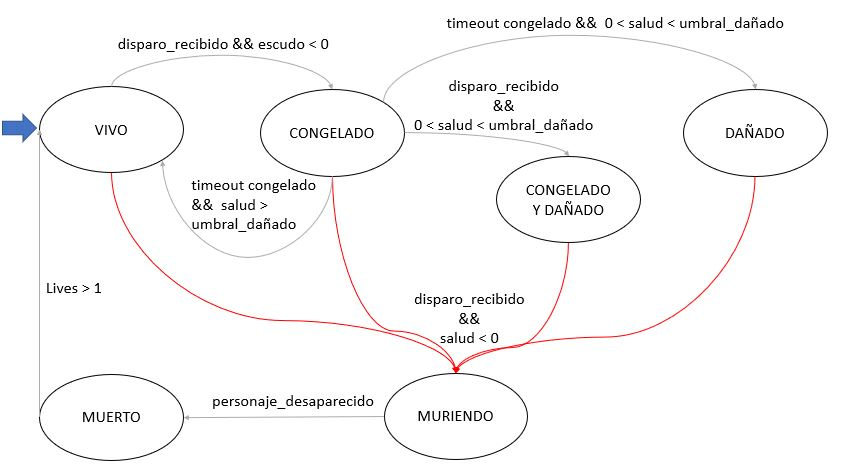 timeout congelado && 0 < salud < umbral_dañado
disparo_recibido && escudo < 0
disparo_recibido
&&
0 < salud < umbral_dañado
VIVO
CONGELADO
DAÑADO
timeout congelado
&& salud >
umbral_dañado
CONGELADO
Y DAÑADO
Lives > 1
disparo_recibido
&&
salud < 0
personaje_desaparecido
MUERTO
MURIENDO